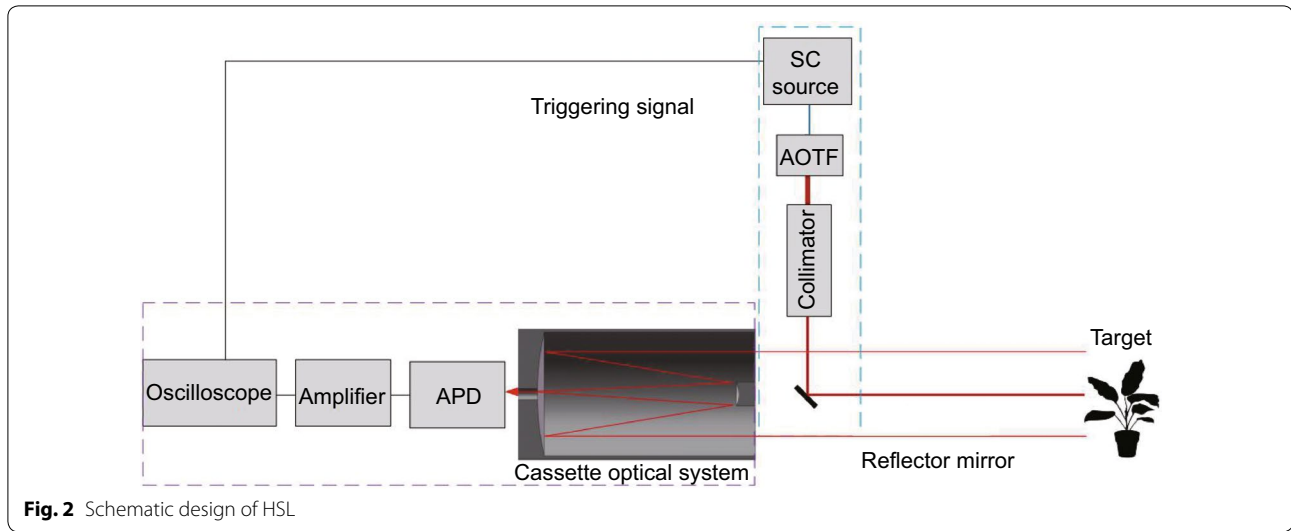 SC
source
Triggering signal
AOTF
Collimator
Target
Oscilloscope
Amplifier
APD
Cassette optical system
Reflector mirror
Fig. 2 Schematic design of HSL